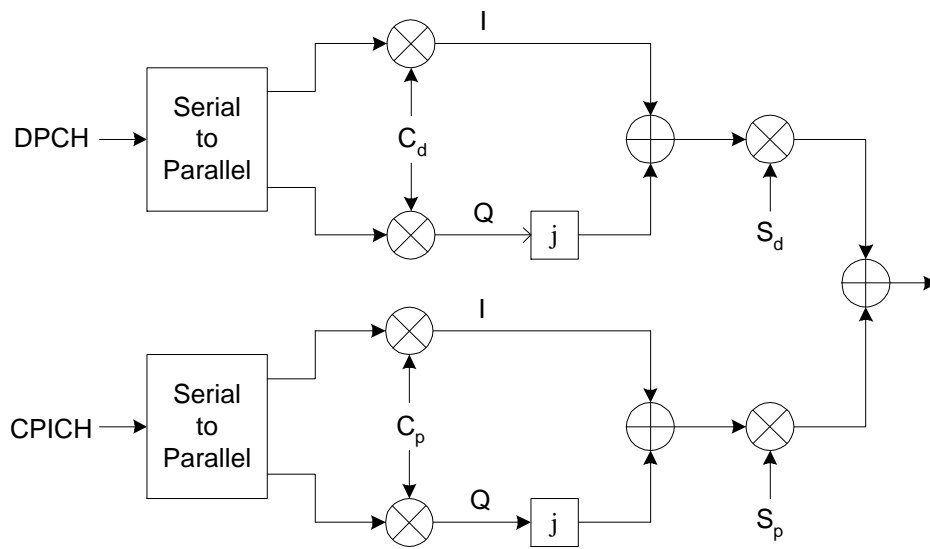 I
DPCH
Serial
to
Parallel
C_d
Q
j
S_d
I
CPICH
Serial
to
Parallel
C_p
Q
j
S_p